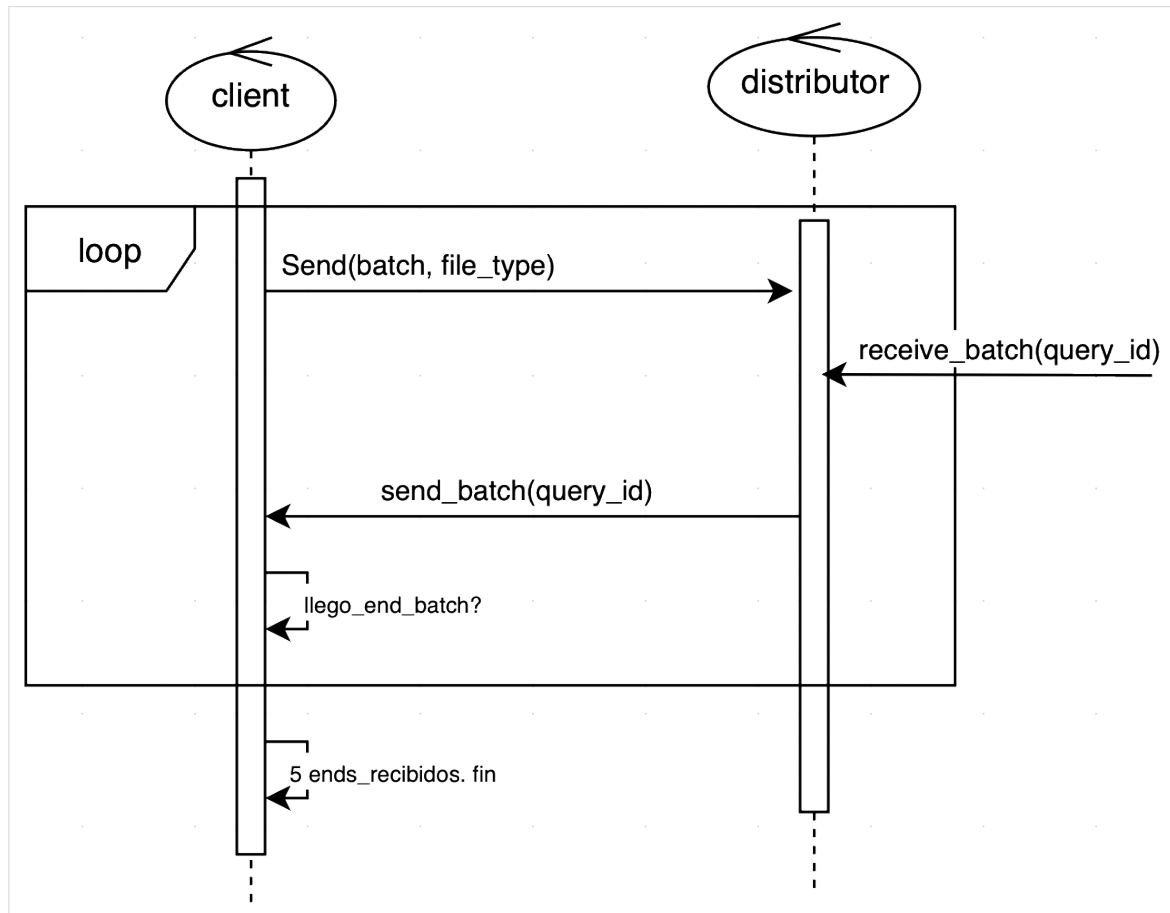 client
distributor
loop
Send(batch, file_type)
receive_batch(query_id)
send_batch(query_id)
llego_end_batch?
5 ends_recibidos. fin